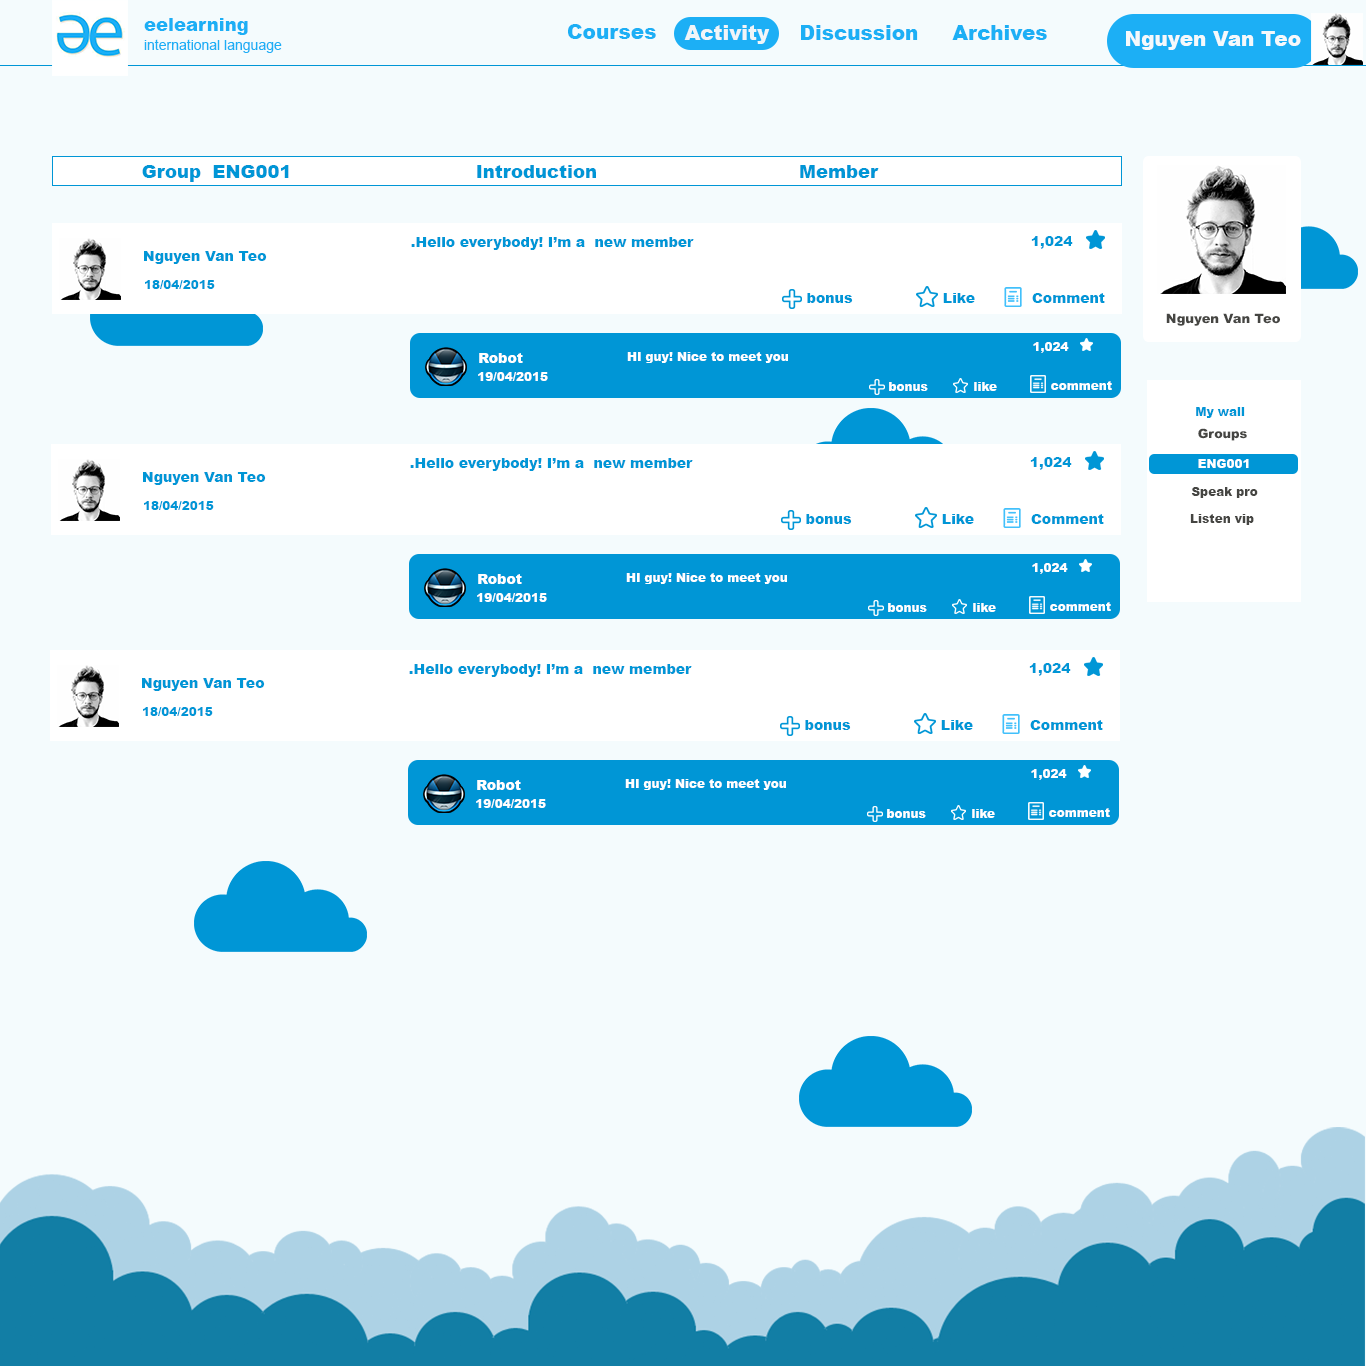 ee
eelearning
international language
Courses Activity Discussion Archives Nguyen Van Teo
Group ENG001 Introduction Member
Nguyen Van Teo
18/04/2015
.Hello everybody! I'm a new member
1,024
bonus Like Comment
Robot
19/04/2015
HI guy! Nice to meet you
1,024
bonus like comment
Nguyen Van Teo
18/04/2015
.Hello everybody! I'm a new member
1,024
bonus Like Comment
Robot
19/04/2015
HI guy! Nice to meet you
1,024
bonus like comment
Nguyen Van Teo
18/04/2015
.Hello everybody! I'm a new member
1,024
bonus Like Comment
Robot
19/04/2015
HI guy! Nice to meet you
1,024
bonus like comment
Nguyen Van Teo
My wall
Groups
ENG001
Speak pro
Listen vip